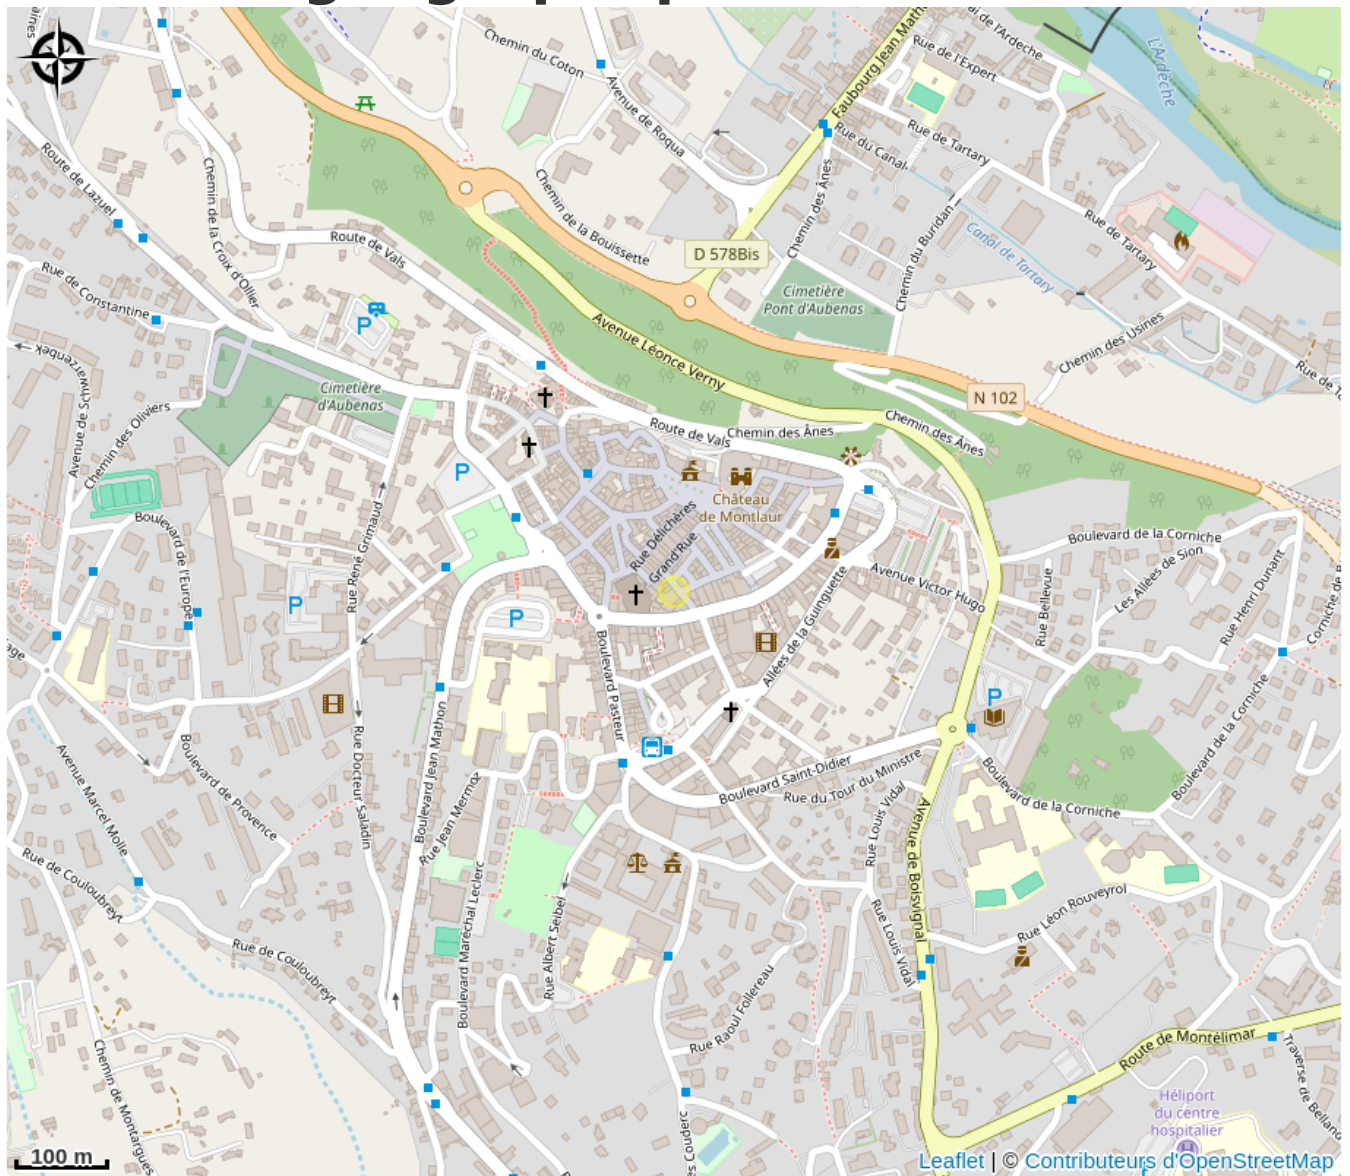 Chemin du Coton
Avenue de Roqua
Faubourg Jean Matho
al de l'Ardeche
Rue de l'Expert
L'Ardèche
Rue de Tartary
Rue du Canal
Route de Lazuel
Chemin de la Croix d'Ollier
Chemin de la Bouissette
Chemin des Ânes
Chemin du Buridan
Canal de Tartary
Rue de Tartary
Route de Vals
D 578Bis
Rue de Constantine
Cimetière
Pont d'Aubenas
Avenue Léonce Verny
Chemin des Usines
Rue de Ta
Avenue de Schwarzenbek
P
Cimetière
d'Aubenas
N 102
Chemin des Oliviers
Route de Vals
Chemin des Ânes
Chemin des Ânes
P
Château
de Montlaur
Boulevard de l'Europe
Rue René Grimaud
Rue Délichères
Grand'Rue
Boulevard de la Corniche
Les Allées de Sion
Avenue Victor Hugo
Rue Bellevue
Rue Henri Dunant
Corniche de
P
P
Allées de la Guinguette
Boulevard Pasteur
P
Boulevard de la Corniche
Avenue Marcel Molle
Boulevard de Provence
Rue Docteur Saladin
Boulevard Jean Mathon
Rue Jean Mermoz
Boulevard Saint-Didier
Rue du Tour du Ministre
Boulevard de la Corniche
Rue Louis Vidal
Avenue de Boisvignal
Rue de Couloubreyt
Boulevard Maréchal Leclerc
Rue Albert Seibel
Rue Louis Vidal
Rue Léon Rouveyrol
Rue de Couloubreyt
Rue Raoul Follereau
Chemin de Montargues
Route de Montélimar
Traverse de Belland
Héliport
du centre
hospitalier
H
100 m
Leaflet | © Contributeurs d'OpenStreetMap